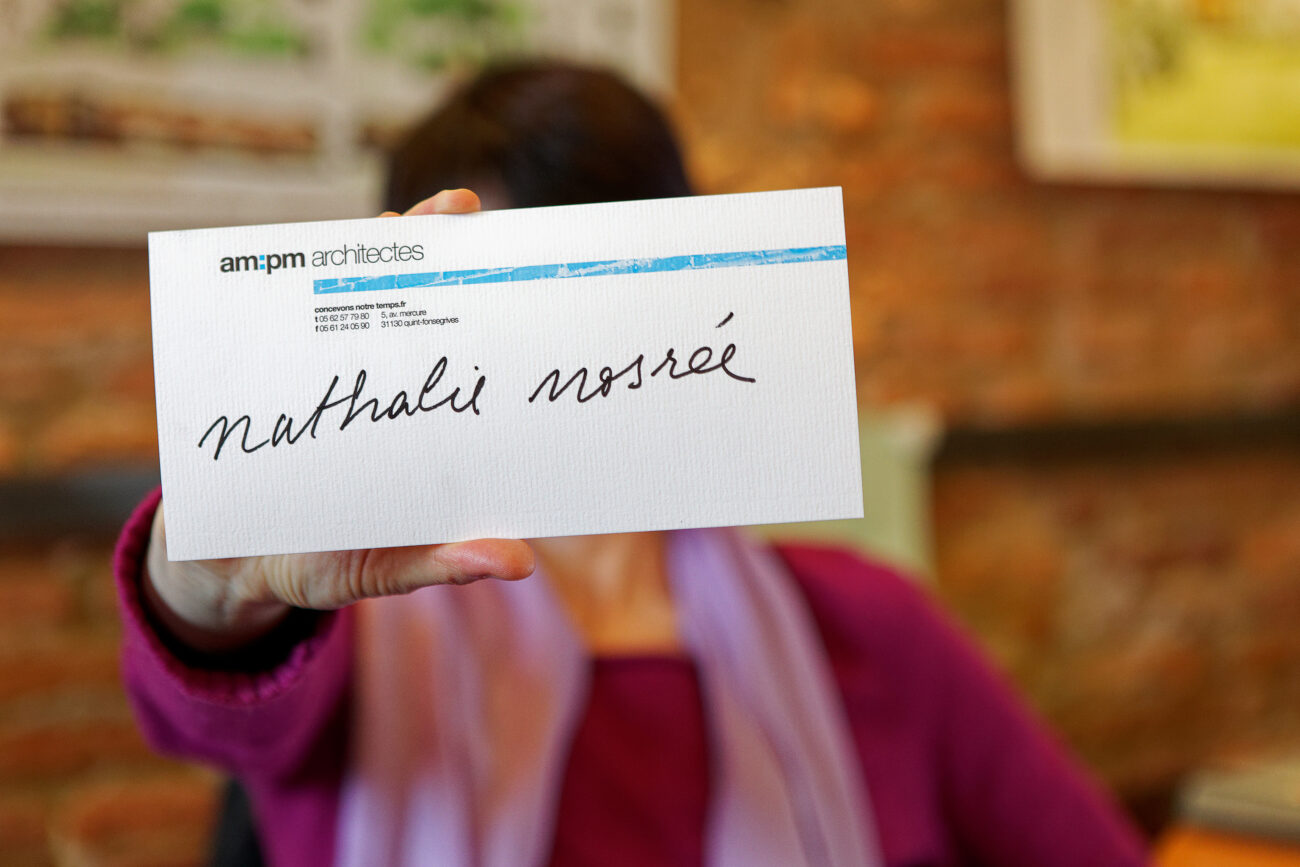 am:pm architectes
concevons notre temps.fr
t 05 62 57 79 80 5, av. mercure
f 05 61 24 05 90 31130 quint-fonsegrives
nathalie nosrée